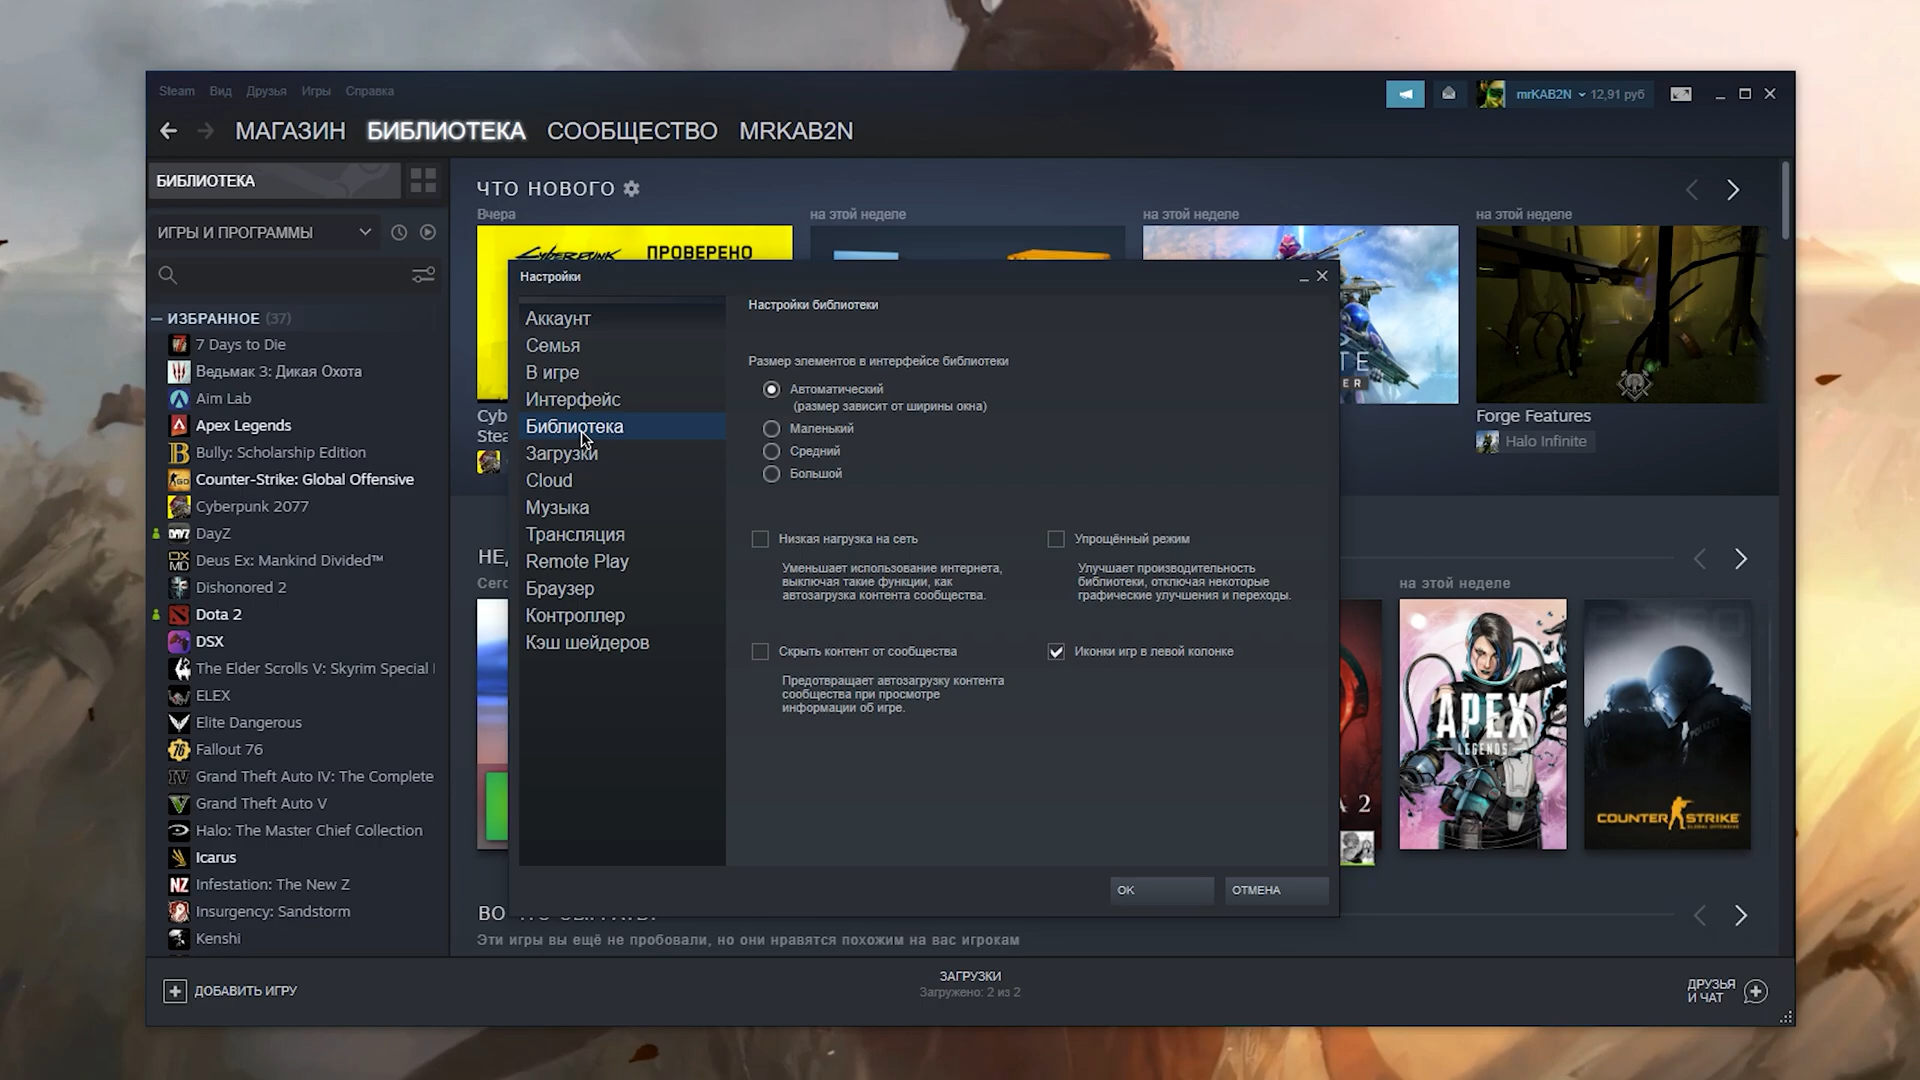 Steam Вид Друзья Игры Справка
mrKAB2N 12,91 руб
МАГАЗИН БИБЛИОТЕКА СООБЩЕСТВО MRKAB2N
БИБЛИОТЕКА
ИГРЫ И ПРОГРАММЫ
ИЗБРАННОЕ (37)
7 Days to Die
Ведьмак 3: Дикая Охота
Aim Lab
Apex Legends
Bully: Scholarship Edition
Counter-Strike: Global Offensive
Cyberpunk 2077
DayZ
Deus Ex: Mankind Divided™
Dishonored 2
Dota 2
DSX
The Elder Scrolls V: Skyrim Special
ELEX
Elite Dangerous
Fallout 76
Grand Theft Auto IV: The Complete
Grand Theft Auto V
Halo: The Master Chief Collection
Icarus
Infestation: The New Z
Insurgency: Sandstorm
Kenshi
ЧТО НОВОГО
Вчера
на этой неделе
на этой неделе
на этой неделе
CYBERPUNK ПРОВЕРЕНО
Cyb
Stea
Forge Features
Halo Infinite
Настройки
Аккаунт
Семья
В игре
Интерфейс
Библиотека
Загрузки
Cloud
Музыка
Трансляция
Remote Play
Браузер
Контроллер
Кэш шейдеров
Настройки библиотеки
Размер элементов в интерфейсе библиотеки
Автоматический
(размер зависит от ширины окна)
Маленький
Средний
Большой
Низкая нагрузка на сеть
Уменьшает использование интернета,
выключая такие функции, как
автозагрузка контента сообщества.
Упрощённый режим
Улучшает производительность
библиотеки, отключая некоторые
графические улучшения и переходы.
Скрыть контент от сообщества
Предотвращает автозагрузку контента
сообщества при просмотре
информации об игре.
Иконки игр в левой колонке
OK
ОТМЕНА
НЕД
Сего
на этой неделе
A 2
APEX
LEGENDS
COUNTER STRIKE
GLOBAL OFFENSIVE
Эти игры вы ещё не пробовали, но они нравятся похожим на вас игрокам
ДОБАВИТЬ ИГРУ
ЗАГРУЗКИ
Загружено: 2 из 2
ДРУЗЬЯ
И ЧАТ